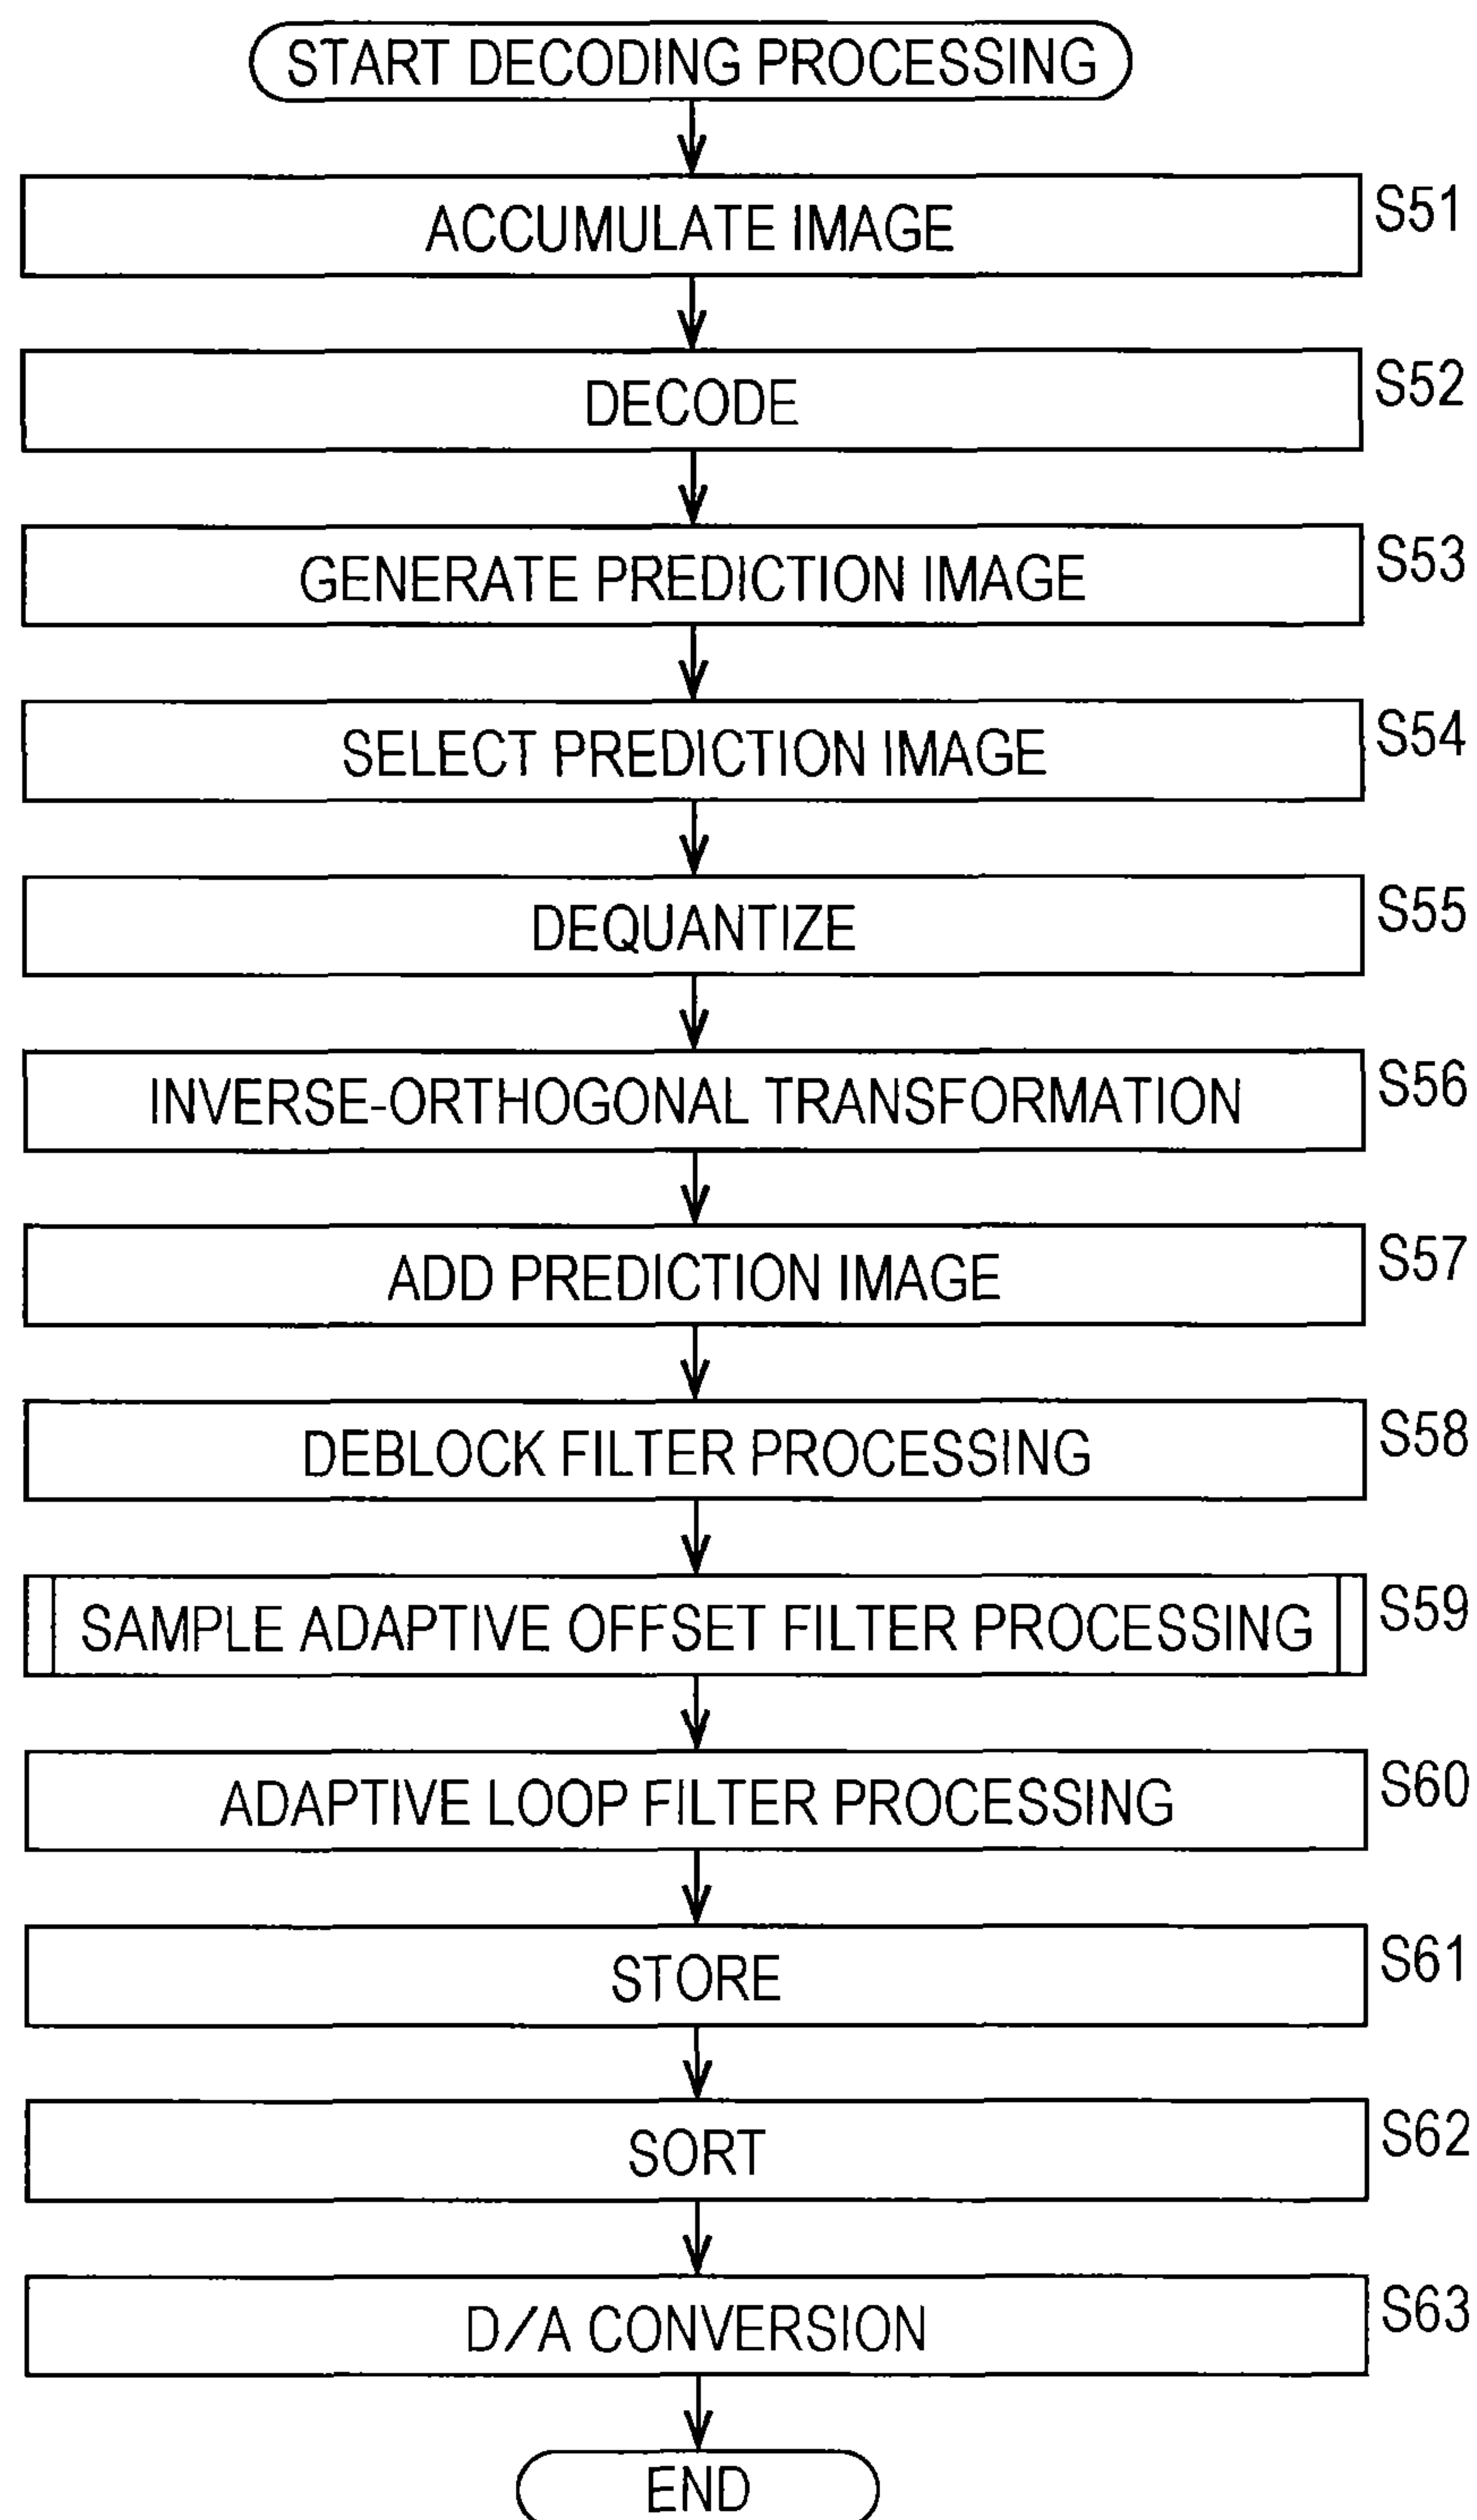 START DECODING PROCESSING
ACCUMULATE IMAGE S51
DECODE S52
GENERATE PREDICTION IMAGE S53
SELECT PREDICTION IMAGE S54
DEQUANTIZE S55
INVERSE-ORTHOGONAL TRANSFORMATION S56
ADD PREDICTION IMAGE S57
DEBLOCK FILTER PROCESSING S58
SAMPLE ADAPTIVE OFFSET FILTER PROCESSING S59
ADAPTIVE LOOP FILTER PROCESSING S60
STORE S61
SORT S62
D/A CONVERSION S63
END